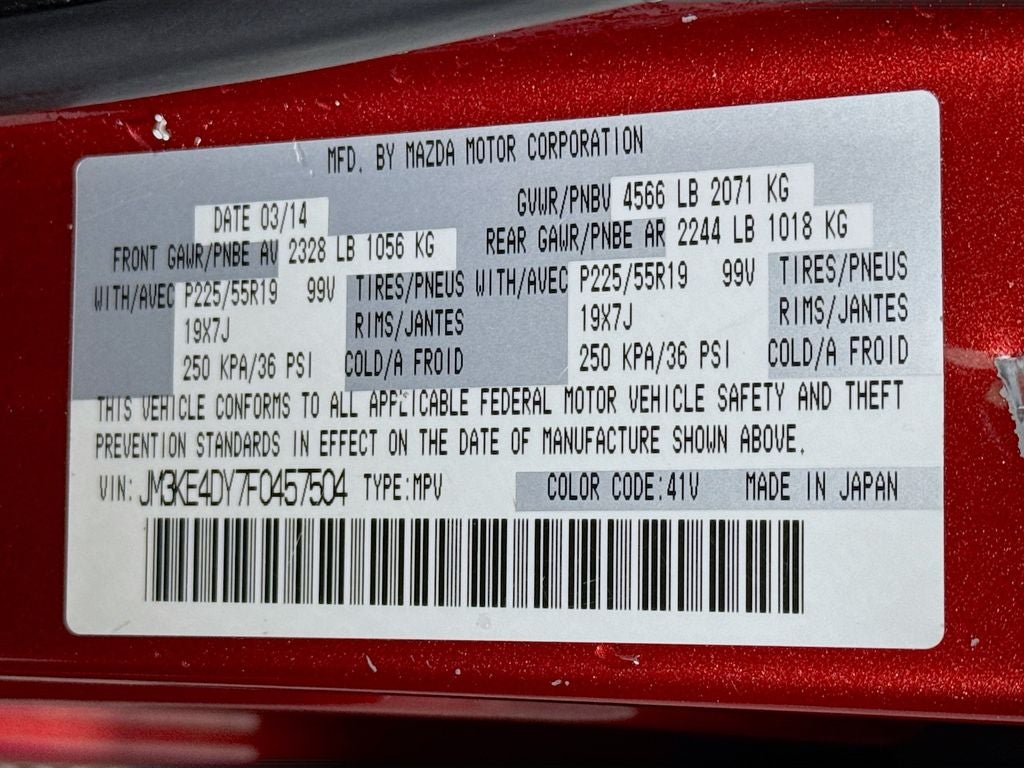 MFD. BY MAZDA MOTOR CORPORATION
DATE 03/14 GVWR/PNBV 4566 LB 2071 KG
FRONT GAWR/PNBE AV 2328 LB 1056 KG REAR GAWR/PNBE AR 2244 LB 1018 KG
WITH/AVEC P225/55R19 99V TIRES/PNEUS WITH/AVEC P225/55R19 99V TIRES/PNEUS
19X7J RIMS/JANTES 19X7J RIMS/JANTES
250 KPA/36 PSI COLD/A FROID 250 KPA/36 PSI COLD/A FROID
THIS VEHICLE CONFORMS TO ALL APPLICABLE FEDERAL MOTOR VEHICLE SAFETY AND THEFT
PREVENTION STANDARDS IN EFFECT ON THE DATE OF MANUFACTURE SHOWN ABOVE.
VIN: JM3KE4DY7F0457504 TYPE:MPV COLOR CODE:41V MADE IN JAPAN